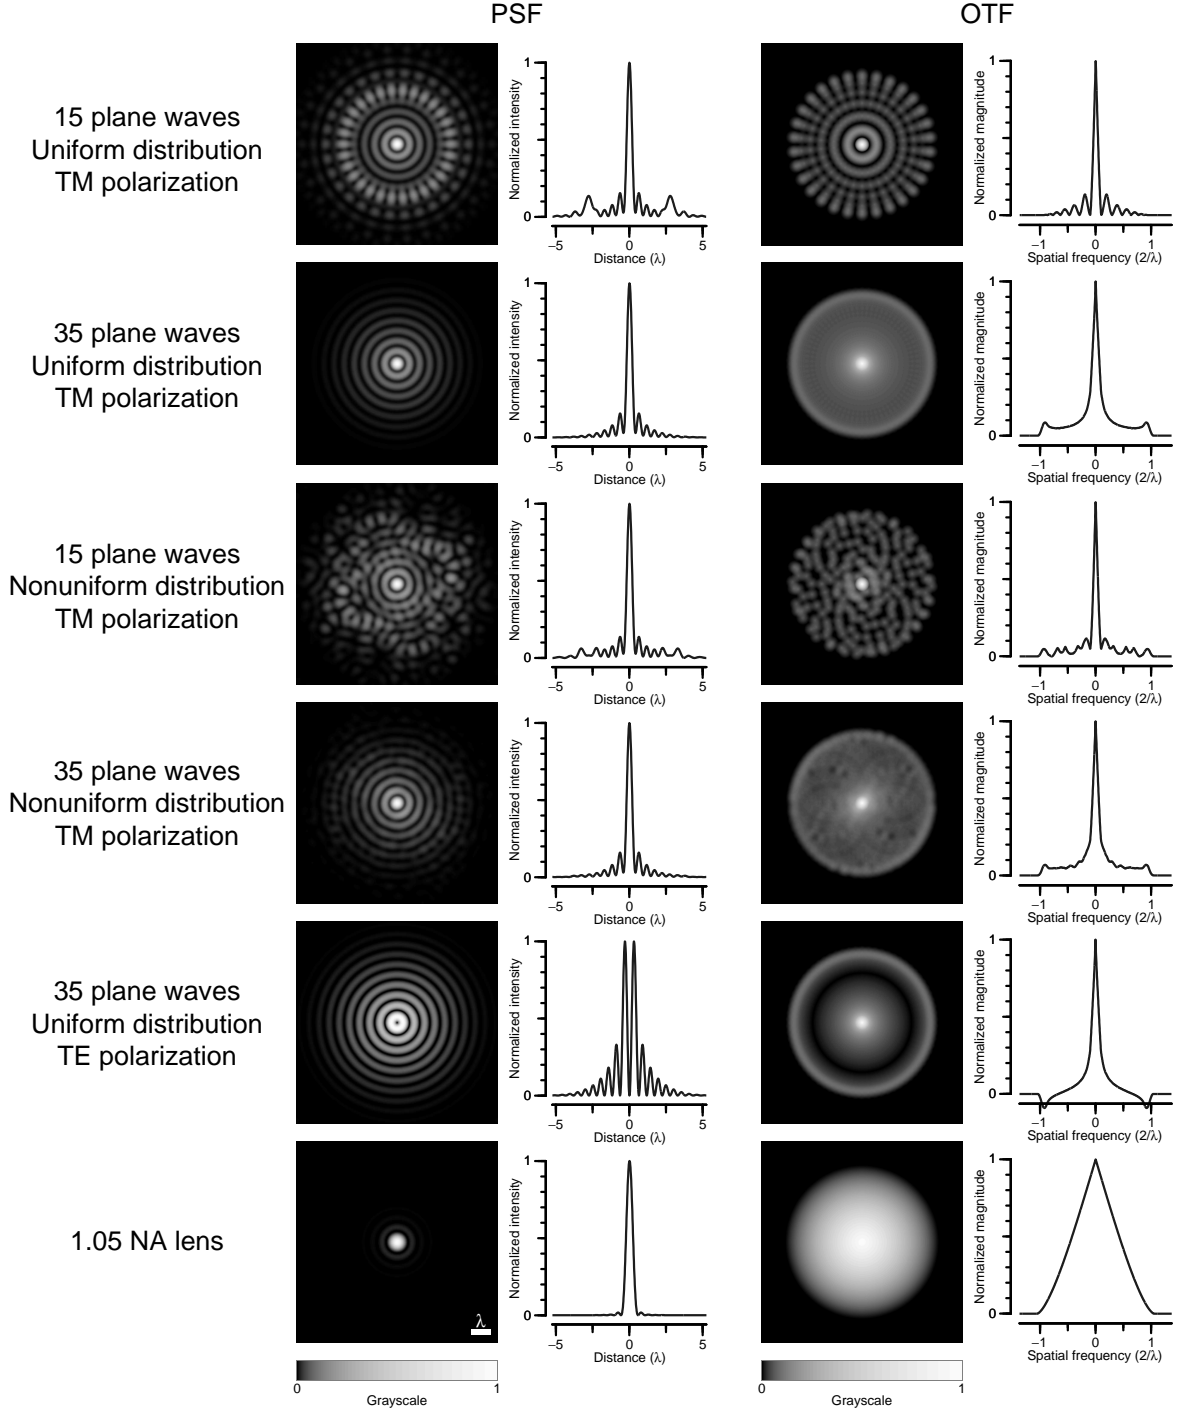 PSF
OTF
15 plane waves
Uniform distribution
TM polarization
Normalized intensity
1
0
−5
0
5
Distance (λ)
Normalized magnitude
1
0
−1
0
1
Spatial frequency (2/λ)
35 plane waves
Uniform distribution
TM polarization
Normalized intensity
1
0
−5
0
5
Distance (λ)
Normalized magnitude
1
0
−1
0
1
Spatial frequency (2/λ)
15 plane waves
Nonuniform distribution
TM polarization
Normalized intensity
1
0
−5
0
5
Distance (λ)
Normalized magnitude
1
0
−1
0
1
Spatial frequency (2/λ)
35 plane waves
Nonuniform distribution
TM polarization
Normalized intensity
1
0
−5
0
5
Distance (λ)
Normalized magnitude
1
0
−1
0
1
Spatial frequency (2/λ)
35 plane waves
Uniform distribution
TE polarization
Normalized intensity
1
0
−5
0
5
Distance (λ)
Normalized magnitude
1
0
−1
0
1
Spatial frequency (2/λ)
1.05 NA lens
λ
Normalized intensity
1
0
−5
0
5
Distance (λ)
Normalized magnitude
1
0
−1
0
1
Spatial frequency (2/λ)
0
1
Grayscale
0
1
Grayscale